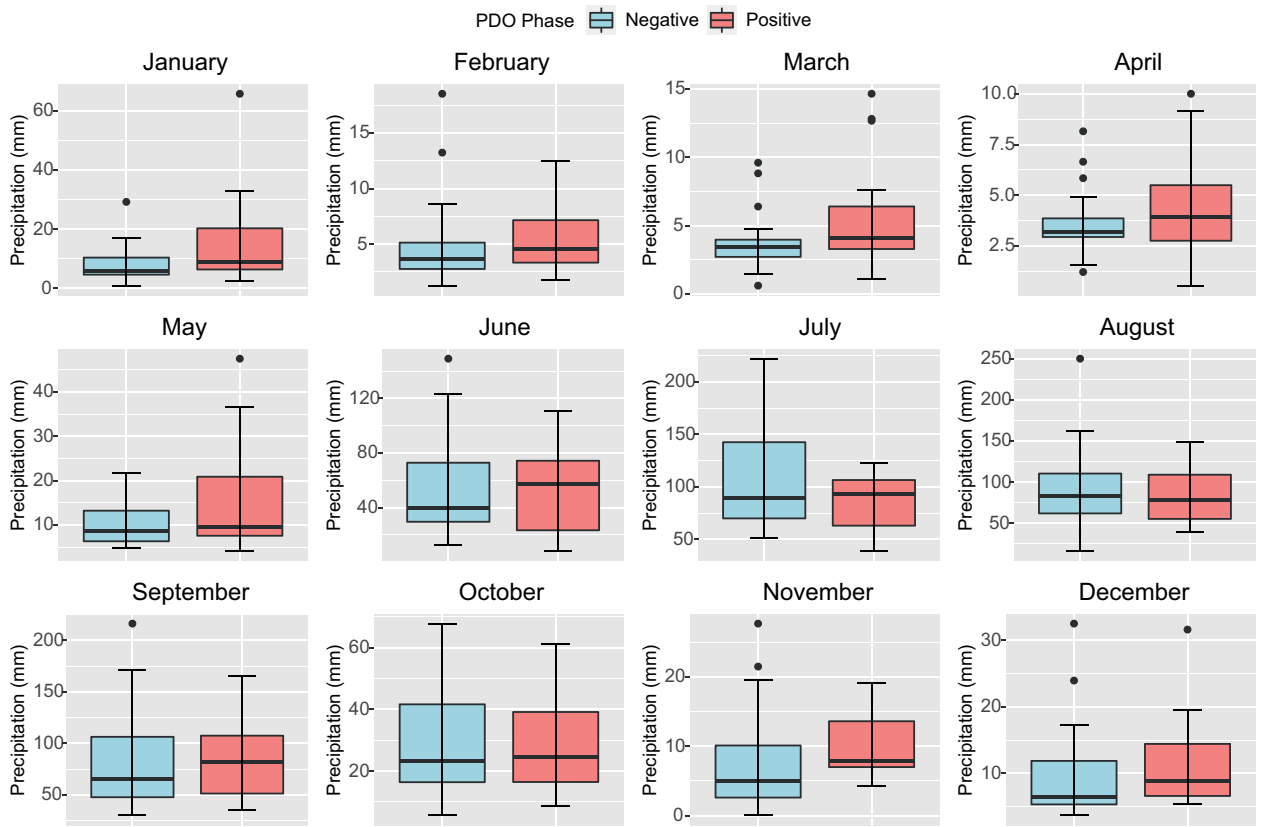 PDO Phase Negative Positive
January February March April
Precipitation (mm) 60 40 20 0
Precipitation (mm) 15 10 5
Precipitation (mm) 15 10 5 0
Precipitation (mm) 10.0 7.5 5.0 2.5
May June July August
Precipitation (mm) 40 30 20 10
Precipitation (mm) 120 80 40
Precipitation (mm) 200 150 100 50
Precipitation (mm) 250 200 150 100 50
September October November December
Precipitation (mm) 200 150 100 50
Precipitation (mm) 60 40 20
Precipitation (mm) 20 10 0
Precipitation (mm) 30 20 10